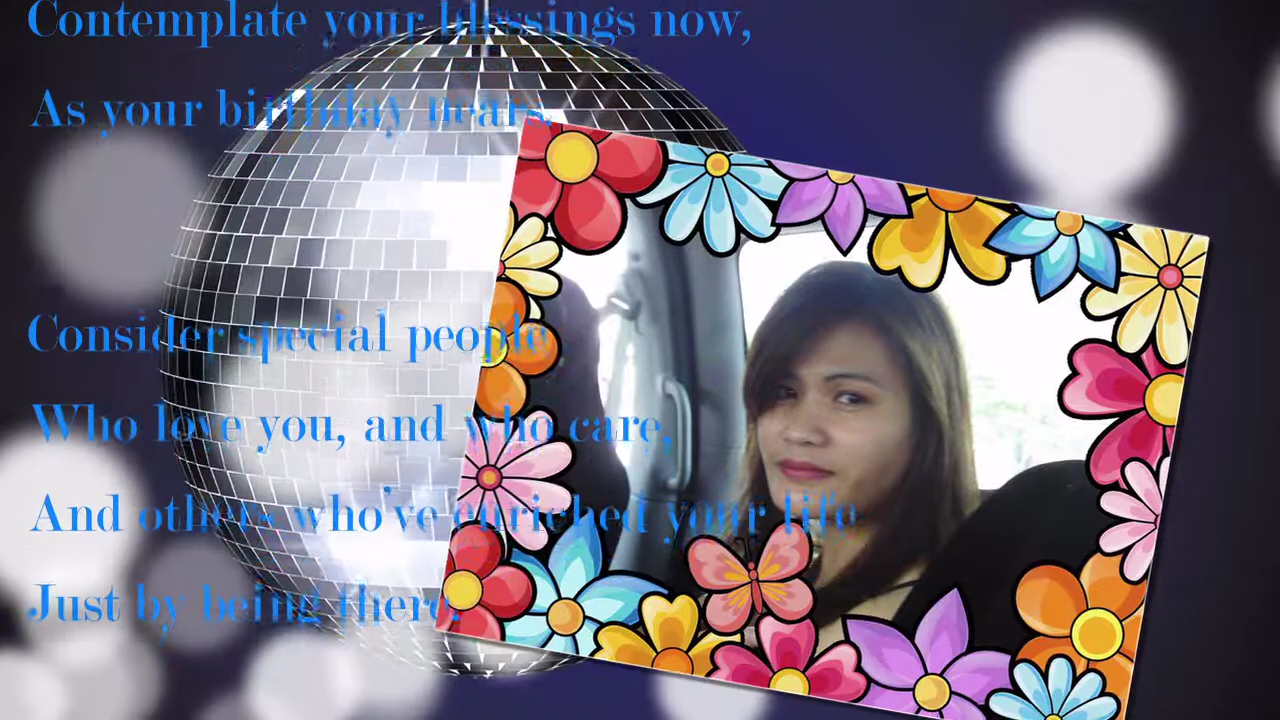 Contemplate your blessings now,
As your birthday nears.
Consider special people
Who love you, and who care,
And others who've enriched your life
Just by being there.